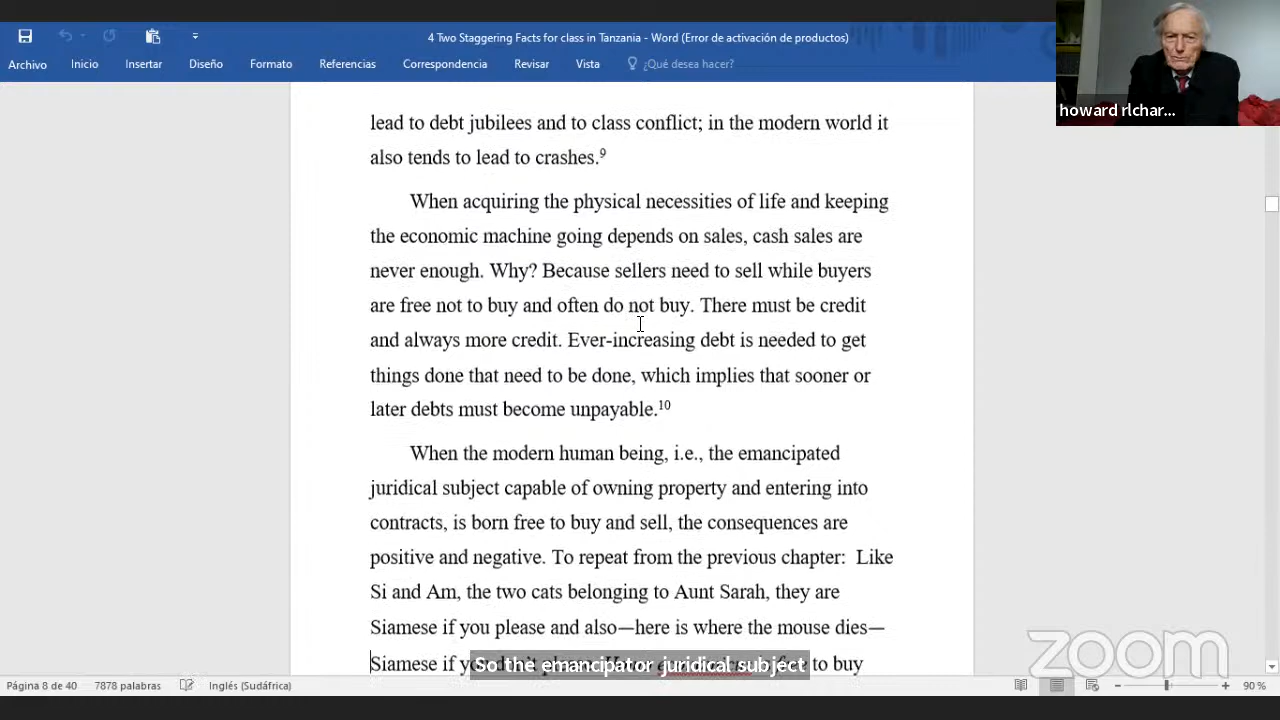 4 Two Staggering Facts for class in Tanzania - Word (Error de activación de productos)
Archivo Inicio Insertar Diseño Formato Referencias Correspondencia Revisar Vista ¿Qué desea hacer?
howard rlchar...
lead to debt jubilees and to class conflict; in the modern world it
also tends to lead to crashes.9
When acquiring the physical necessities of life and keeping
the economic machine going depends on sales, cash sales are
never enough. Why? Because sellers need to sell while buyers
are free not to buy and often do not buy. There must be credit
and always more credit. Ever-increasing debt is needed to get
things done that need to be done, which implies that sooner or
later debts must become unpayable.10
When the modern human being, i.e., the emancipated
juridical subject capable of owning property and entering into
contracts, is born free to buy and sell, the consequences are
positive and negative. To repeat from the previous chapter: Like
Si and Am, the two cats belonging to Aunt Sarah, they are
Siamese if you please and also—here is where the mouse dies—
Siamese if to buy
So the emancipator juridical subject
zoom
Página 8 de 40 7878 palabras Inglés (Sudáfrica) 90 %